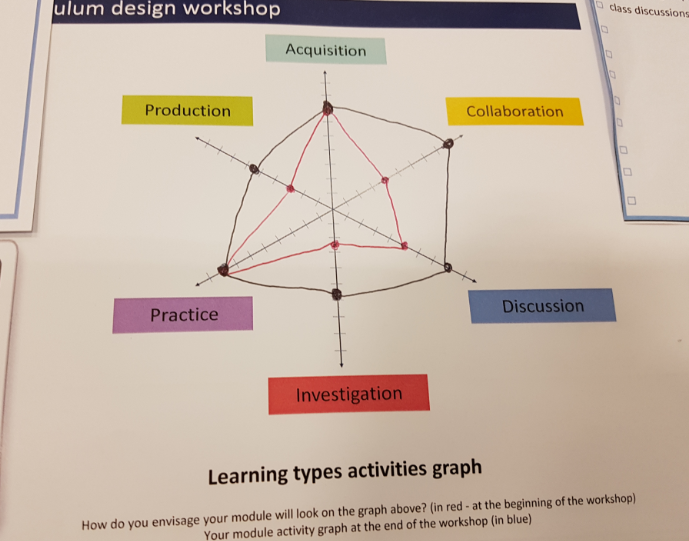 ulum design workshop
class discussions
Acquisition
Production
Collaboration
Practice
Discussion
Investigation
Learning types activities graph
How do you envisage your module will look on the graph above? (in red - at the beginning of the workshop)
Your module activity graph at the end of the workshop (in blue)